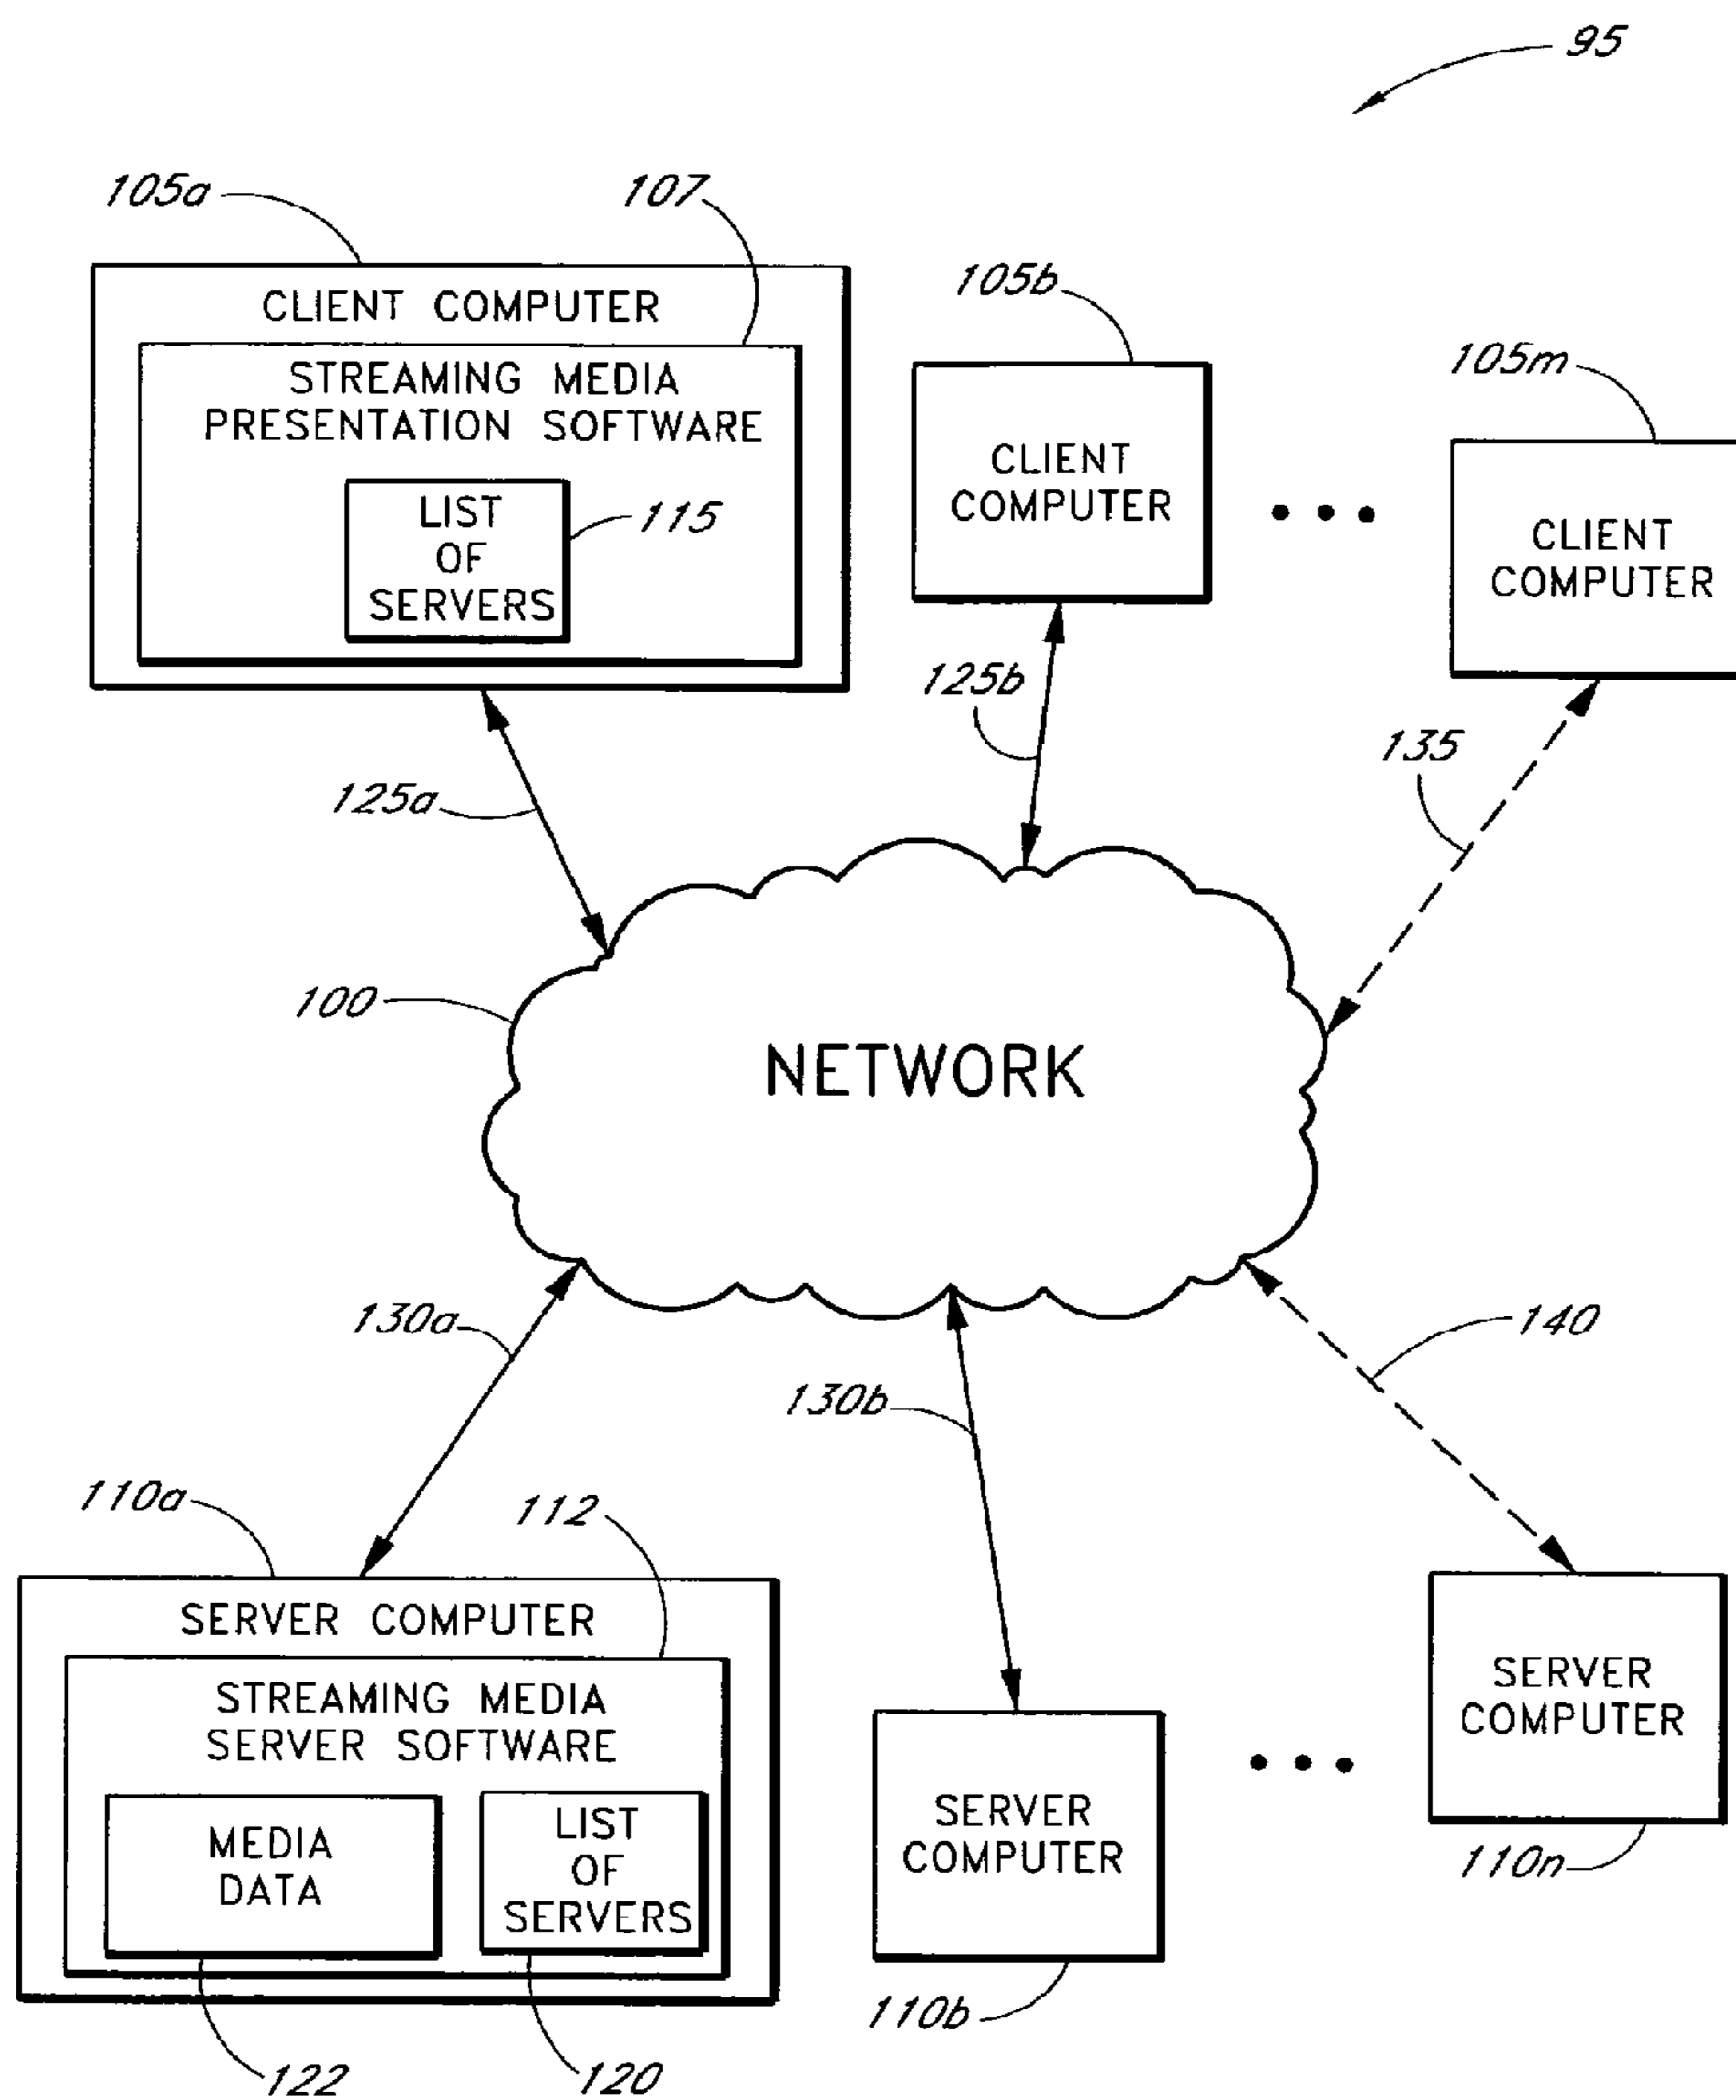 95
105a
107
CLIENT COMPUTER
STREAMING MEDIA
PRESENTATION SOFTWARE
LIST
OF
SERVERS
115
105b
CLIENT
COMPUTER
105m
CLIENT
COMPUTER
125a
125b
135
100
NETWORK
130a
130b
140
110a
112
SERVER COMPUTER
STREAMING MEDIA
SERVER SOFTWARE
MEDIA
DATA
LIST
OF
SERVERS
122
120
SERVER
COMPUTER
110b
SERVER
COMPUTER
110n